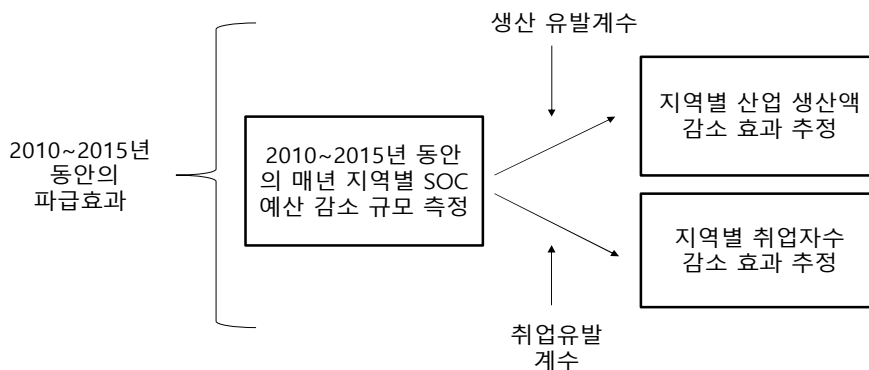 2010~2015년
동안의
파급효과
2010~2015년 동안
의 매년 지역별 SOC
예산 감소 규모 측정
생산 유발계수
지역별 산업 생산액
감소 효과 추정
지역별 취업자수
감소 효과 추정
취업유발
계수